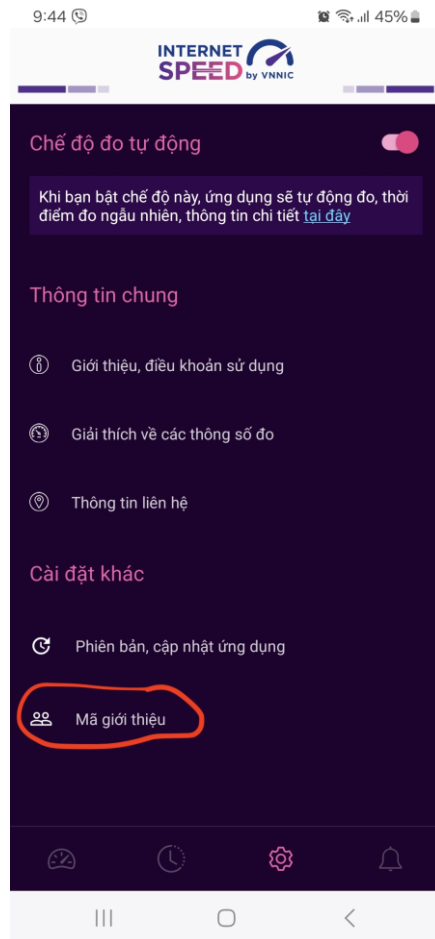 9:44
45%
INTERNET
SPEED by VNNIC
Chế độ đo tự động
Khi bạn bật chế độ này, ứng dụng sẽ tự động đo, thời
điểm đo ngẫu nhiên, thông tin chi tiết tại đây
Thông tin chung
Giới thiệu, điều khoản sử dụng
Giải thích về các thông số đo
Thông tin liên hệ
Cài đặt khác
Phiên bản, cập nhật ứng dụng
Mã giới thiệu